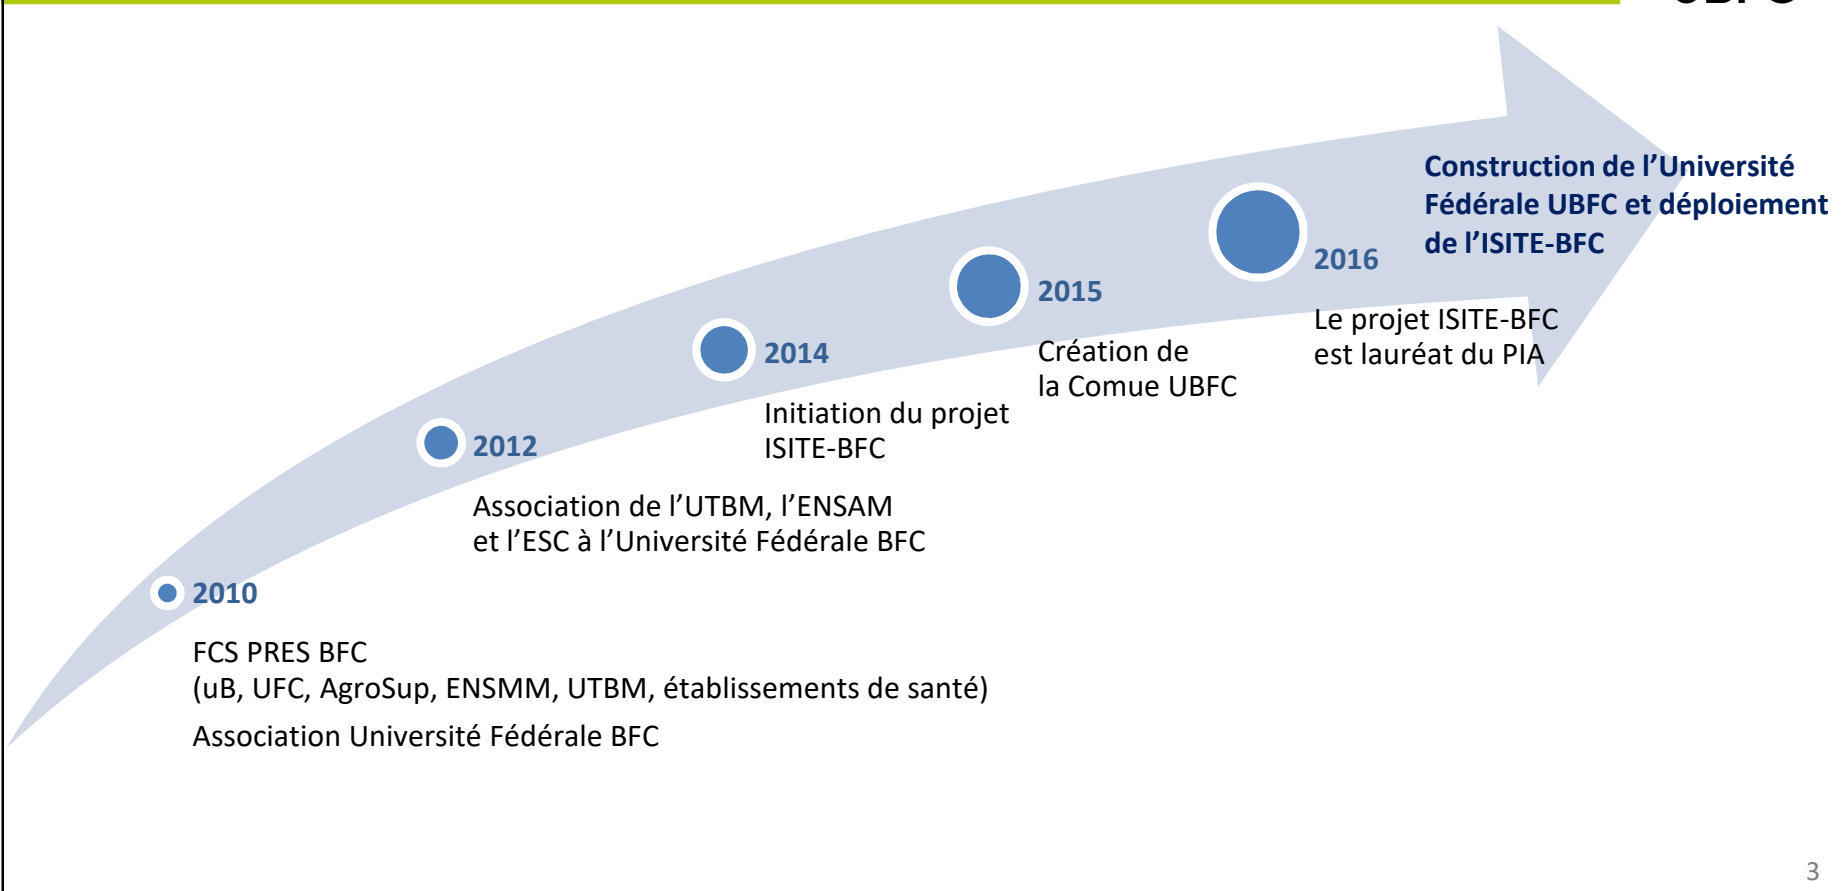 Construction de l’Université
Fédérale UBFC et déploiement
de l’ISITE-BFC
2016
Le projet ISITE-BFC
est lauréat du PIA
2015
Création de
la Comue UBFC
2014
Initiation du projet
ISITE-BFC
2012
Association de l’UTBM, l’ENSAM
et l’ESC à l’Université Fédérale BFC
2010
FCS PRES BFC
(uB, UFC, AgroSup, ENSMM, UTBM, établissements de santé)
Association Université Fédérale BFC
3